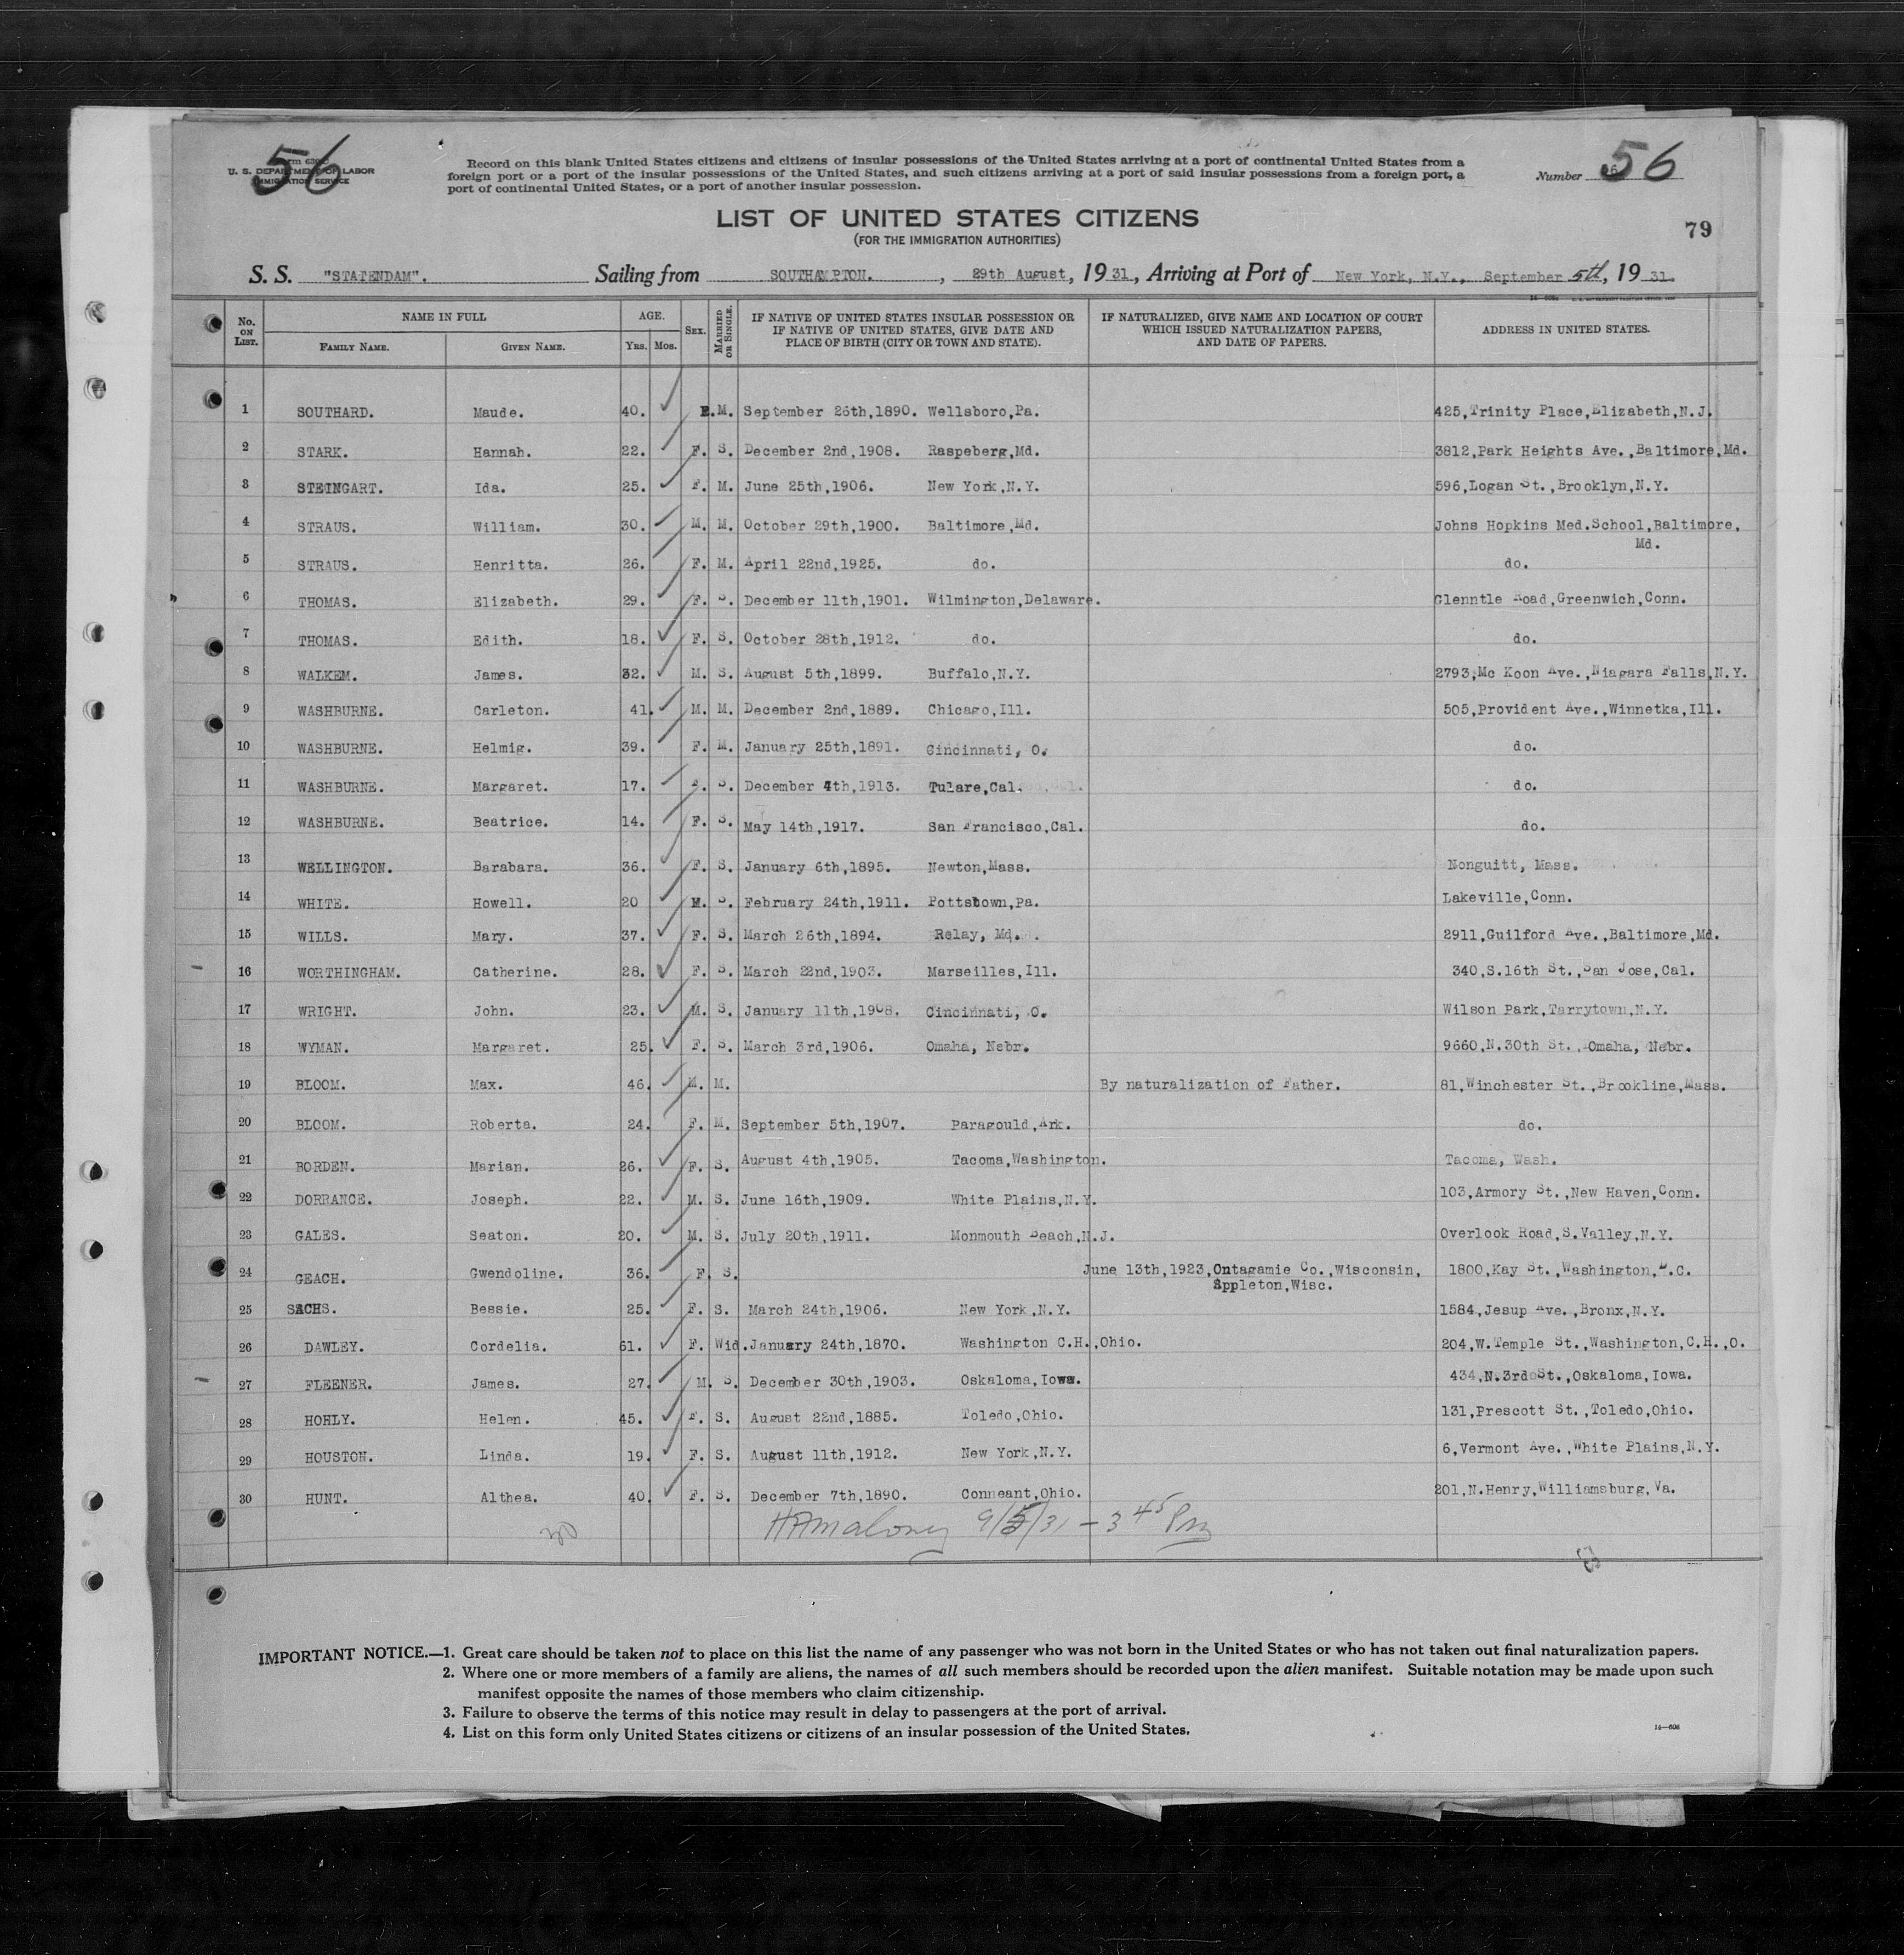 56
Form 630
U. S. DEPARTMENT OF LABOR
IMMIGRATION SERVICE
Record on this blank United States citizens and citizens of insular possessions of the United States arriving at a port of continental United States from a
foreign port or a port of the insular possessions of the United States, and such citizens arriving at a port of said insular possessions from a foreign port, a
port of continental United States, or a port of another insular possession.
Number 56
LIST OF UNITED STATES CITIZENS
(FOR THE IMMIGRATION AUTHORITIES)
79
S. S. "STATENDAM". Sailing from SOUTHAMPTON. , 29th August, 1931, Arriving at Port of New York, N.Y., September 5th, 1931.
No. ON LIST. NAME IN FULL FAMILY NAME. GIVEN NAME. AGE. YRS. MOS. SEX. MARRIED OR SINGLE. IF NATIVE OF UNITED STATES INSULAR POSSESSION OR IF NATIVE OF UNITED STATES, GIVE DATE AND PLACE OF BIRTH (CITY OR TOWN AND STATE). IF NATURALIZED, GIVE NAME AND LOCATION OF COURT WHICH ISSUED NATURALIZATION PAPERS, AND DATE OF PAPERS. ADDRESS IN UNITED STATES.
1 SOUTHARD. Maude. 40. F. M. September 26th,1890. Wellsboro,Pa. 425,Trinity Place,Elizabeth,N.J.
2 STARK. Hannah. 22. F. S. December 2nd,1908. Raspeberg,Md. 3812,Park Heights Ave.,Baltimore,Md.
3 STEINGART. Ida. 25. F. M. June 25th,1906. New York,N.Y. 596,Logan St.,Brooklyn,N.Y.
4 STRAUS. William. 30. M. M. October 29th,1900. Baltimore,Md. Johns Hopkins Med.School,Baltimore,
Md.
5 STRAUS. Henritta. 26. F. M. April 22nd,1925. do. do.
6 THOMAS. Elizabeth. 29. F. S. December 11th,1901. Wilmington,Delaware. Glenntle Road,Greenwich,Conn.
7 THOMAS. Edith. 18. F. S. October 28th,1912. do. do.
8 WALKEM. James. 32. M. S. August 5th,1899. Buffalo,N.Y. 2793,Mc Koon Ave.,Niagara Falls,N.Y.
9 WASHBURNE. Carleton. 41. M. M. December 2nd,1889. Chicago,Ill. 505,Provident Ave.,Winnetka,Ill.
10 WASHBURNE. Helmig. 39. F. M. January 25th,1891. Cincinnati, O. do.
11 WASHBURNE. Margaret. 17. F. S. December 4th,1913. Tulare,Cal. do.
12 WASHBURNE. Beatrice. 14. F. S. May 14th,1917. San Francisco,Cal. do.
13 WELLINGTON. Barabara. 36. F. S. January 6th,1895. Newton,Mass. Nonguitt, Mass.
14 WHITE. Howell. 20 M. S. February 24th,1911. Pottstown,Pa. Lakeville,Conn.
15 WILLS. Mary. 37. F. S. March 26th,1894. Relay, Md. 2911,Guilford Ave.,Baltimore,Md.
16 WORTHINGHAM. Catherine. 28. F. S. March 22nd,1903. Marseilles,Ill. 340,S.16th St.,San Jose,Cal.
17 WRIGHT. John. 23. M. S. January 11th,1908. Cincinnati, O. Wilson Park,Tarrytown,N.Y.
18 WYMAN. Margaret. 25. F. S. March 3rd,1906. Omaha, Nebr. 9660,N.30th St., Omaha, Nebr.
19 BLOOM. Max. 46. M. M. By naturalization of Father. 81,Winchester St.,Brookline,Mass.
20 BLOOM. Roberta. 24. F. M. September 5th,1907. Paragould,Ark. do.
21 BORDEN. Marian. 26. F. S. August 4th,1905. Tacoma,Washington. Tacoma, Wash.
22 DORRANCE. Joseph. 22. M. S. June 16th,1909. White Plains,N.Y. 103,Armory St.,New Haven,Conn.
23 GALES. Seaton. 20. M. S. July 20th,1911. Monmouth Beach,N.J. Overlook Road,S.Valley,N.Y.
24 GEACH. Gwendoline. 36. F. S. June 13th,1923,Ontagamie Co.,Wisconsin, 1800,Kay St.,Washington,D.C.
Appleton,Wisc.
25 SACHS. Bessie. 25. F. S. March 24th,1906. New York,N.Y. 1584,Jesup Ave.,Bronx,N.Y.
26 DAWLEY. Cordelia. 61. F. Wid. January 24th,1870. Washington C.H.,Ohio. 204,W.Temple St.,Washington,C.H.,O.
27 FLEENER. James. 27. M. S. December 30th,1903. Oskaloma,Iowa. 434,N.3rd St.,Oskaloma,Iowa.
28 HOHLY. Helen. 45. F. S. August 22nd,1885. Toledo,Ohio. 131,Prescott St.,Toledo,Ohio.
29 HOUSTON. Linda. 19. F. S. August 11th,1912. New York,N.Y. 6,Vermont Ave.,White Plains,N.Y.
30 HUNT. Althea. 40. F. S. December 7th,1890. Conneant,Ohio. 201,N.Henry,Williamsburg,Va.
HAMaloney 9/5/31 - 3 45 Pm
IMPORTANT NOTICE.—1. Great care should be taken not to place on this list the name of any passenger who was not born in the United States or who has not taken out final naturalization papers.
2. Where one or more members of a family are aliens, the names of all such members should be recorded upon the alien manifest. Suitable notation may be made upon such
manifest opposite the names of those members who claim citizenship.
3. Failure to observe the terms of this notice may result in delay to passengers at the port of arrival.
4. List on this form only United States citizens or citizens of an insular possession of the United States.
14—606